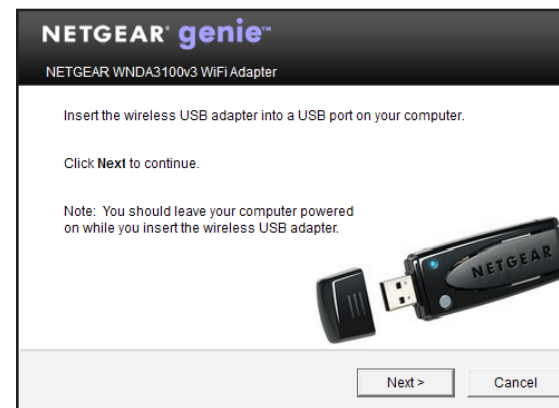 NETGEAR® genie™
NETGEAR WNDA3100v3 WiFi Adapter
Insert the wireless USB adapter into a USB port on your computer.
Click Next to continue.
Note: You should leave your computer powered
on while you insert the wireless USB adapter.
NETGEAR
Next >
Cancel